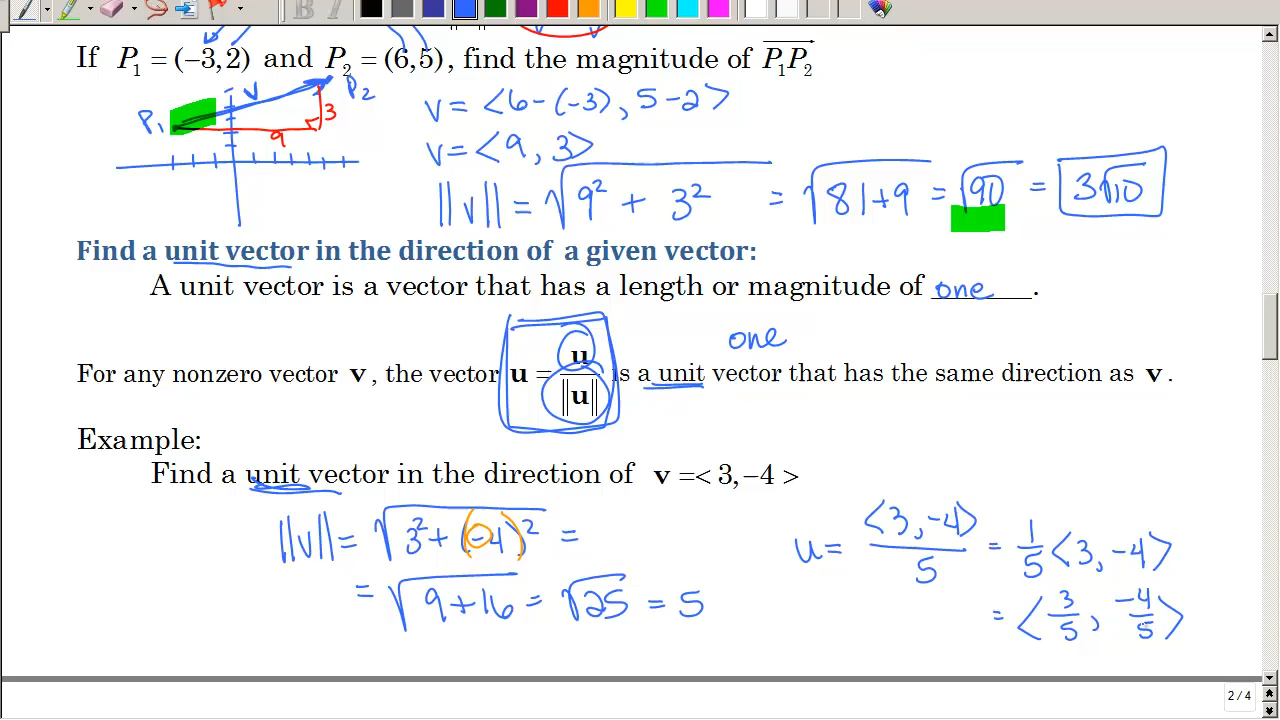 B I
If P₁ = (−3,2) and P₂ = (6,5), find the magnitude of P₁P₂
P₁ v P₂ 3 9
v = <6-(-3), 5-2>
v = <9, 3>
||v|| = √9² + 3² = √81+9 = √90 = 3√10
Find a unit vector in the direction of a given vector:
A unit vector is a vector that has a length or magnitude of one.
one
For any nonzero vector v, the vector u = u/‖u‖ is a unit vector that has the same direction as v.
Example:
Find a unit vector in the direction of v =< 3,−4 >
||v|| = √3² + (-4)² =
= √9+16 = √25 = 5
u = <3, -4>/5 = 1/5 <3, -4>
= <3/5, -4/5>
2 / 4